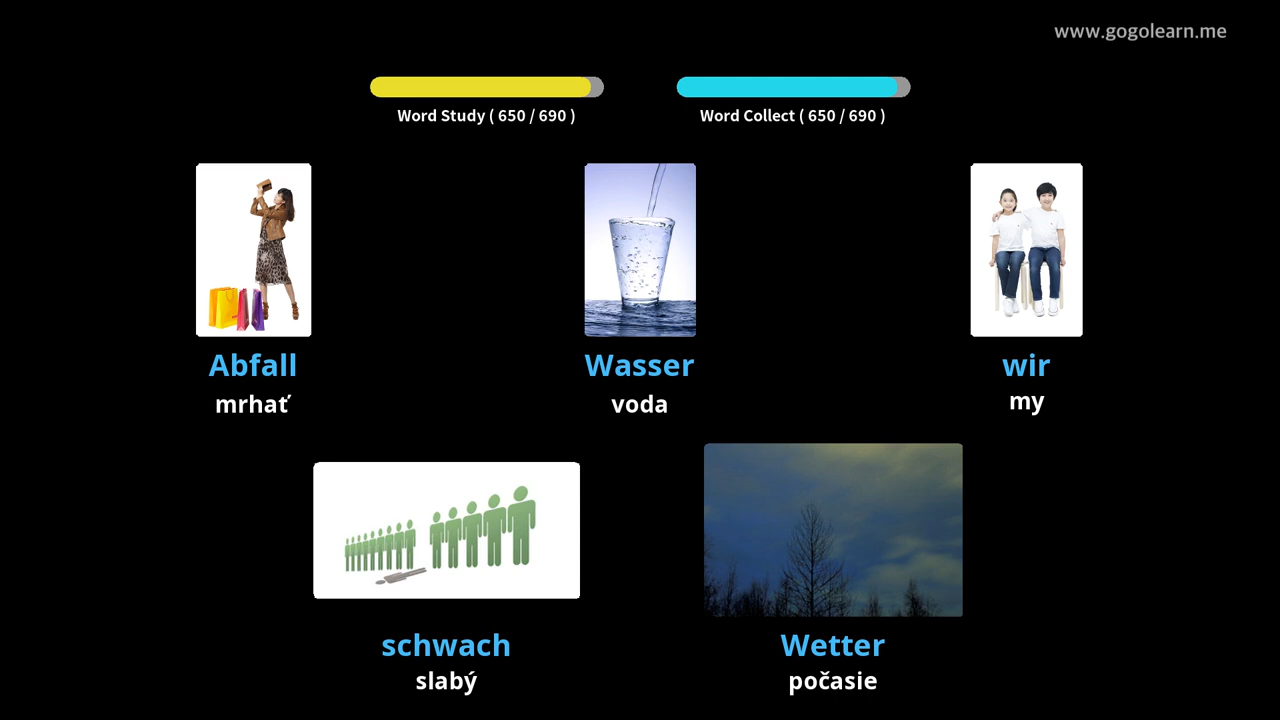 www.gogolearn.me
Word Study ( 650 / 690 )
Word Collect ( 650 / 690 )
Abfall
mrhať
Wasser
voda
wir
my
schwach
slabý
Wetter
počasie